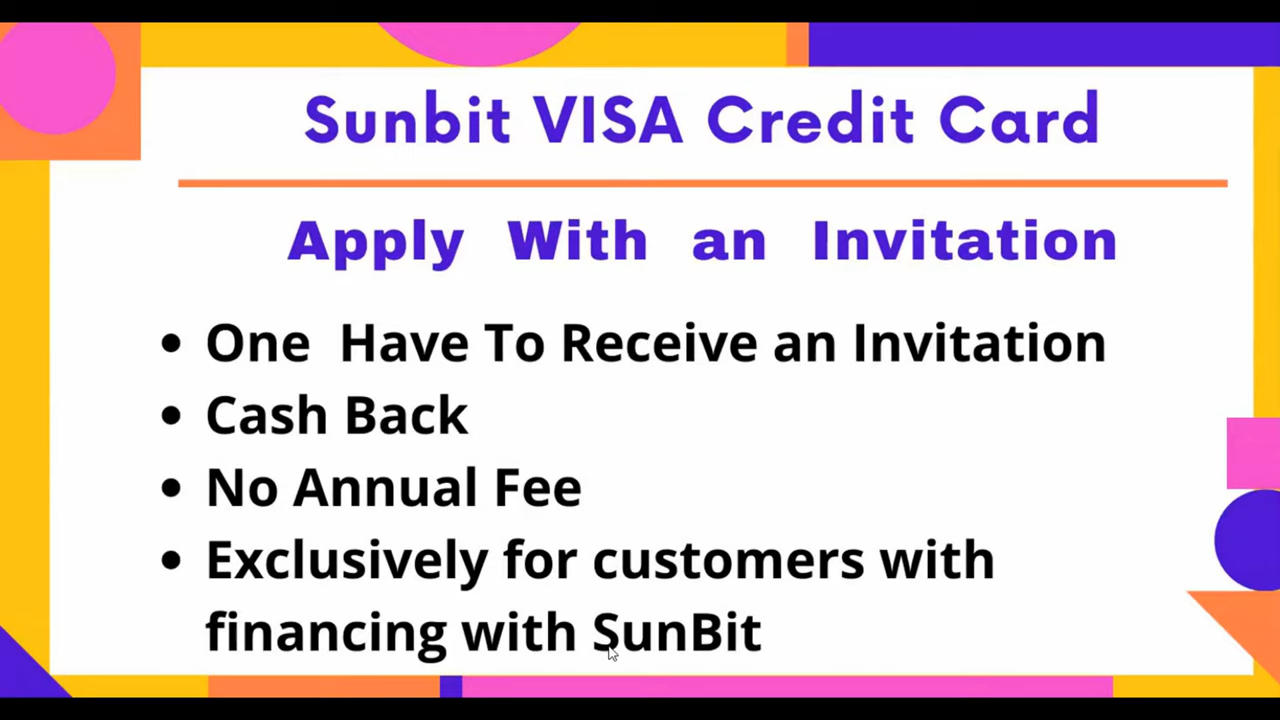 Sunbit VISA Credit Card
Apply With an Invitation
• One Have To Receive an Invitation
• Cash Back
• No Annual Fee
• Exclusively for customers with
financing with SunBit